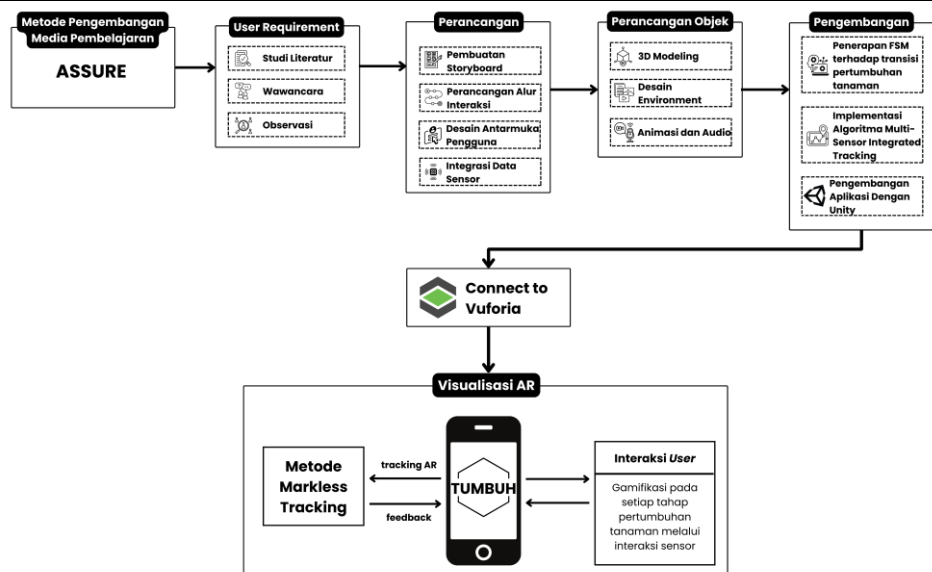 Metode Pengembangan
Media Pembelajaran
ASSURE
User Requirement
Studi Literatur
Wawancara
Observasi
Perancangan
Pembuatan
Storyboard
Perancangan Alur
Interaksi
Desain Antarmuka
Pengguna
Integrasi Data
Sensor
Perancangan Objek
3D Modeling
Desain
Environment
Animasi dan Audio
Pengembangan
Penerapan FSM
terhadap transisi
pertumbuhan
tanaman
Implementasi
Algoritma Multi-
Sensor Integrated
Tracking
Pengembangan
Aplikasi Dengan
Unity
Connect to
Vuforia
Visualisasi AR
Metode
Markless
Tracking
tracking AR
feedback
TUMBUH
Interaksi User
Gamifikasi pada
setiap tahap
pertumbuhan
tanaman melalui
interaksi sensor